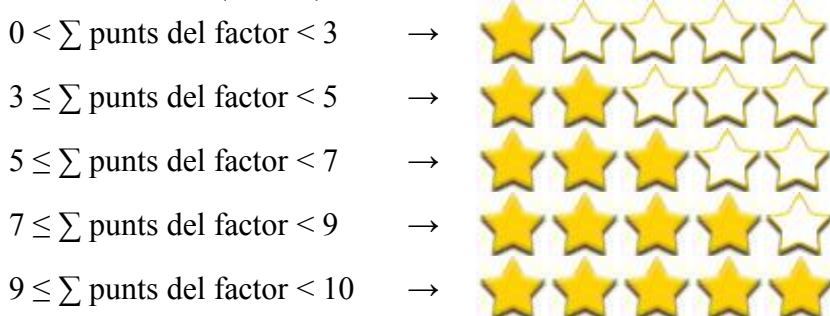 0 < ∑ punts del factor < 3 →
3 ≤ ∑ punts del factor < 5 →
5 ≤ ∑ punts del factor < 7 →
7 ≤ ∑ punts del factor < 9 →
9 ≤ ∑ punts del factor < 10 →